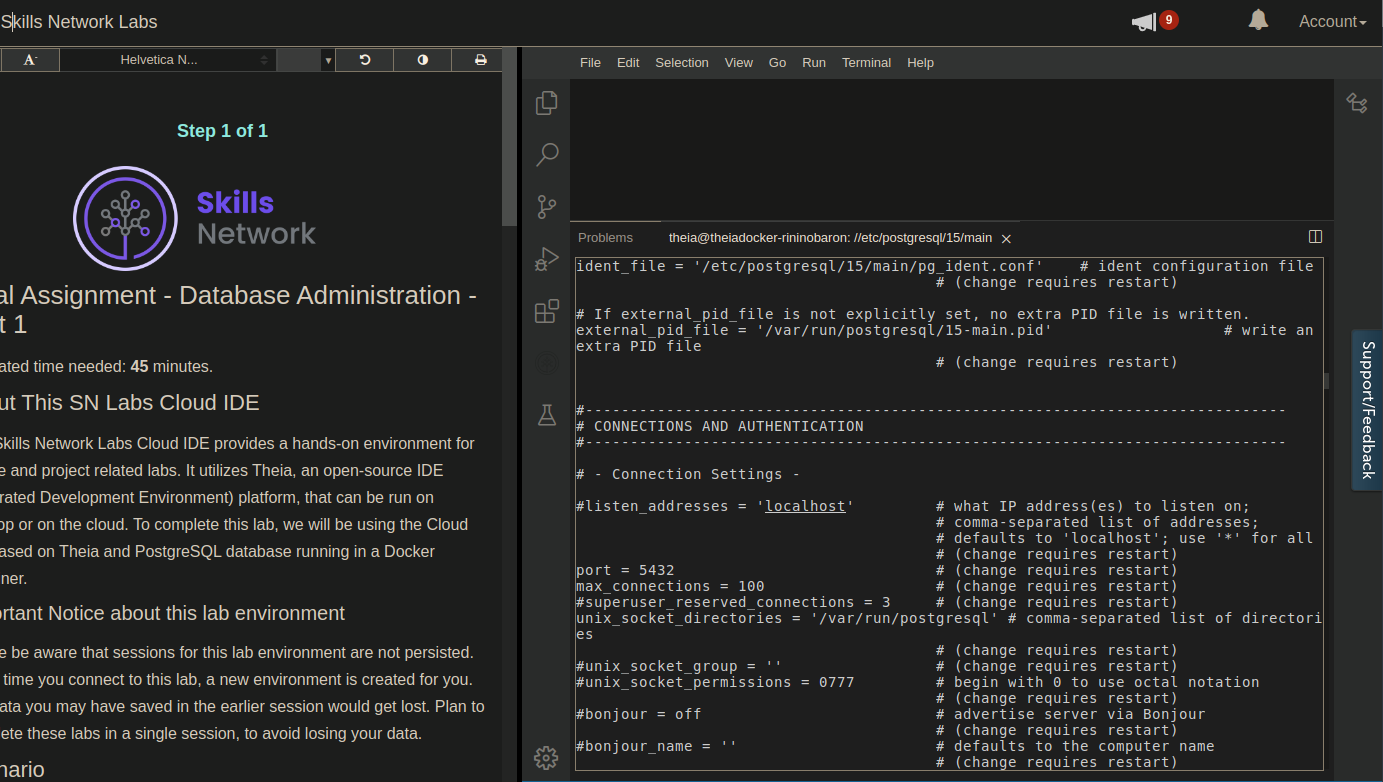 Skills Network Labs
9
Account
A-
Helvetica N...
Step 1 of 1
Skills
Network
al Assignment - Database Administration -
t 1
ated time needed: 45 minutes.
ut This SN Labs Cloud IDE
Skills Network Labs Cloud IDE provides a hands-on environment for
e and project related labs. It utilizes Theia, an open-source IDE
rated Development Environment) platform, that can be run on
op or on the cloud. To complete this lab, we will be using the Cloud
ased on Theia and PostgreSQL database running in a Docker
ner.
ortant Notice about this lab environment
e be aware that sessions for this lab environment are not persisted.
time you connect to this lab, a new environment is created for you.
ata you may have saved in the earlier session would get lost. Plan to
ete these labs in a single session, to avoid losing your data.
nario
File Edit Selection View Go Run Terminal Help
Problems theia@theiadocker-rininobaron: //etc/postgresql/15/main
ident_file = '/etc/postgresql/15/main/pg_ident.conf' # ident configuration file
# (change requires restart)
# If external_pid_file is not explicitly set, no extra PID file is written.
external_pid_file = '/var/run/postgresql/15-main.pid' # write an
extra PID file
# (change requires restart)
#------------------------------------------------------------------------------
# CONNECTIONS AND AUTHENTICATION
#------------------------------------------------------------------------------
# - Connection Settings -
#listen_addresses = 'localhost' # what IP address(es) to listen on;
# comma-separated list of addresses;
# defaults to 'localhost'; use '*' for all
# (change requires restart)
port = 5432 # (change requires restart)
max_connections = 100 # (change requires restart)
#superuser_reserved_connections = 3 # (change requires restart)
unix_socket_directories = '/var/run/postgresql' # comma-separated list of directori
es
# (change requires restart)
#unix_socket_group = '' # (change requires restart)
#unix_socket_permissions = 0777 # begin with 0 to use octal notation
# (change requires restart)
#bonjour = off # advertise server via Bonjour
# (change requires restart)
#bonjour_name = '' # defaults to the computer name
# (change requires restart)
Support/Feedback